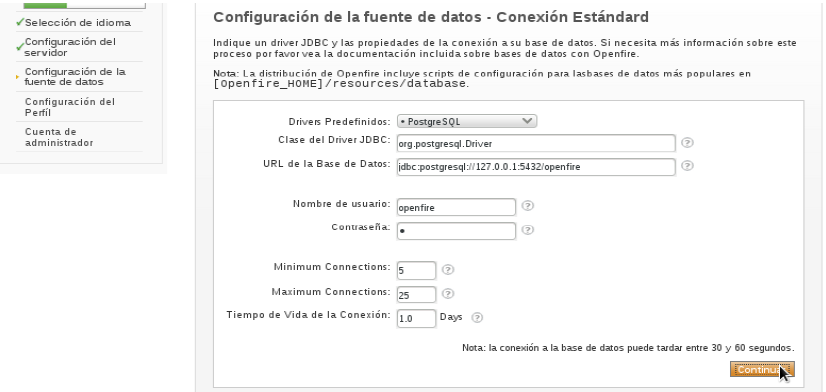 Selección de idioma
Configuración del
servidor
Configuración de la
fuente de datos
Configuración del
Perfíl
Cuenta de
administrador
Configuración de la fuente de datos - Conexión Estándard
Indique un driver JDBC y las propiedades de la conexión a su base de datos. Si necesita más información sobre este
proceso por favor vea la documentación incluida sobre bases de datos con Openfire.
Nota: La distribución de Openfire incluye scripts de configuración para lasbases de datos más populares en
[Openfire_HOME]/resources/database.
Drivers Predefinidos: • PostgreSQL
Clase del Driver JDBC: org.postgresql.Driver ?
URL de la Base de Datos: jdbc:postgresql://127.0.0.1:5432/openfire ?
Nombre de usuario: openfire ?
Contraseña: • ?
Minimum Connections: 5 ?
Maximum Connections: 25 ?
Tiempo de Vida de la Conexión: 1.0 Days ?
Nota: la conexión a la base de datos puede tardar entre 30 y 60 segundos.